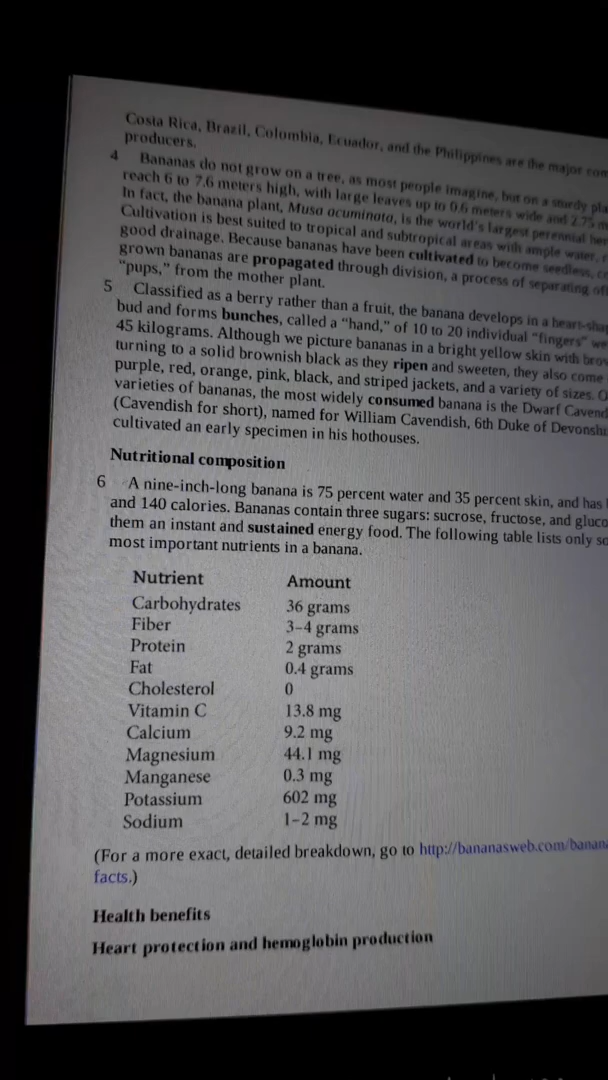 Costa Rica, Brazil, Colombia, Ecuador, and the Philippines are the major
producers.
4 Bananas do not grow on a tree, as most people imagine, but on a sturdy
reach 6 to 7.6 meters high, with large leaves up to 0.6 meters wide and 2.75
In fact, the banana plant, Musa acuminata, is the world's largest perennial
Cultivation is best suited to tropical and subtropical areas with ample water,
good drainage. Because bananas have been cultivated to become seedless,
grown bananas are propagated through division, a process of separating
"pups," from the mother plant.
5 Classified as a berry rather than a fruit, the banana develops in a
bud and forms bunches, called a "hand," of 10 to 20 individual "fingers"
45 kilograms. Although we picture bananas in a bright yellow skin with
turning to a solid brownish black as they ripen and sweeten, they also come
purple, red, orange, pink, black, and striped jackets, and a variety of sizes.
varieties of bananas, the most widely consumed banana is the Dwarf
(Cavendish for short), named for William Cavendish, 6th Duke of
cultivated an early specimen in his hothouses.
Nutritional composition
6 A nine-inch-long banana is 75 percent water and 35 percent skin, and has
and 140 calories. Bananas contain three sugars: sucrose, fructose, and
them an instant and sustained energy food. The following table lists only
most important nutrients in a banana.
Nutrient Amount
Carbohydrates 36 grams
Fiber 3–4 grams
Protein 2 grams
Fat 0.4 grams
Cholesterol 0
Vitamin C 13.8 mg
Calcium 9.2 mg
Magnesium 44.1 mg
Manganese 0.3 mg
Potassium 602 mg
Sodium 1–2 mg
(For a more exact, detailed breakdown, go to http://bananasweb.com/banan
facts.)
Health benefits
Heart protection and hemoglobin production